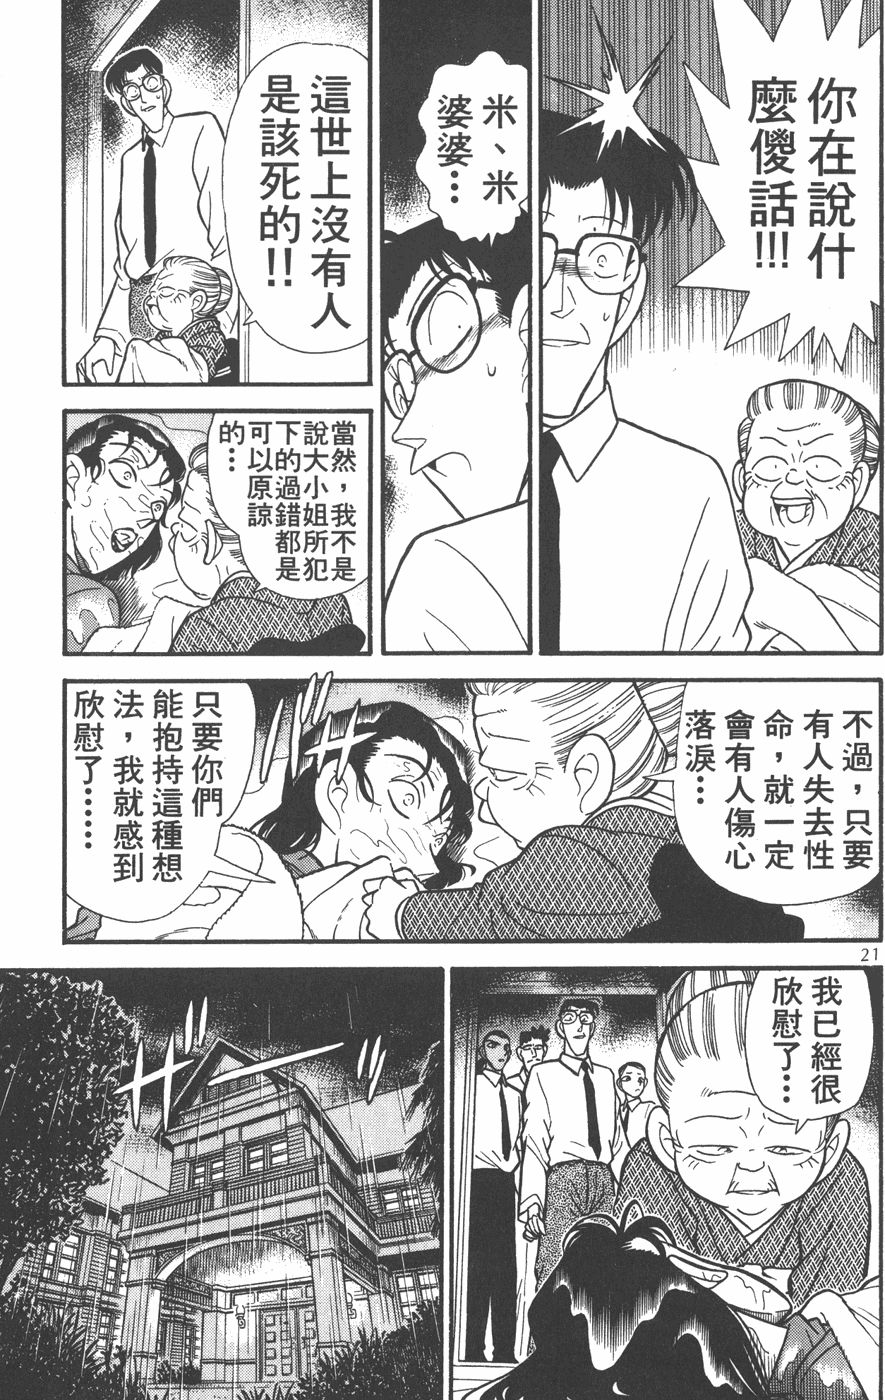 你在說什
麼傻話!!!
米、米
婆婆…
這世上沒有人
是該死的!!
當然，我不是
說大小姐所犯
下的過錯都是
可以原諒
的…
不過，只要
有人失去性
命，就一定
會有人傷心
落淚…
只要你們
能抱持這種想
法，我就感到
欣慰了……
21
我已經很
欣慰了…
ザー